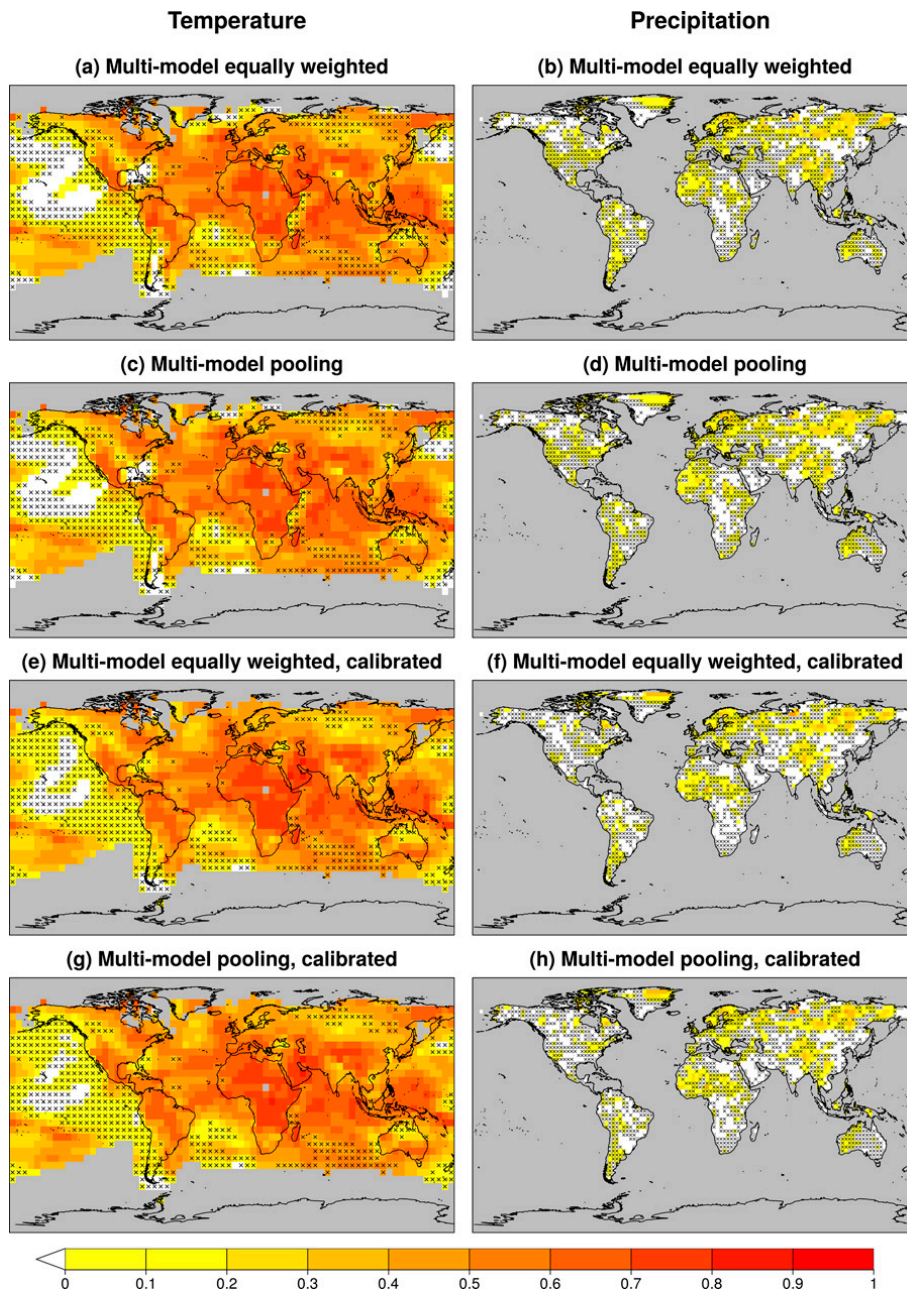 Temperature Precipitation
(a) Multi-model equally weighted (b) Multi-model equally weighted
(c) Multi-model pooling (d) Multi-model pooling
(e) Multi-model equally weighted, calibrated (f) Multi-model equally weighted, calibrated
(g) Multi-model pooling, calibrated (h) Multi-model pooling, calibrated
0 0.1 0.2 0.3 0.4 0.5 0.6 0.7 0.8 0.9 1